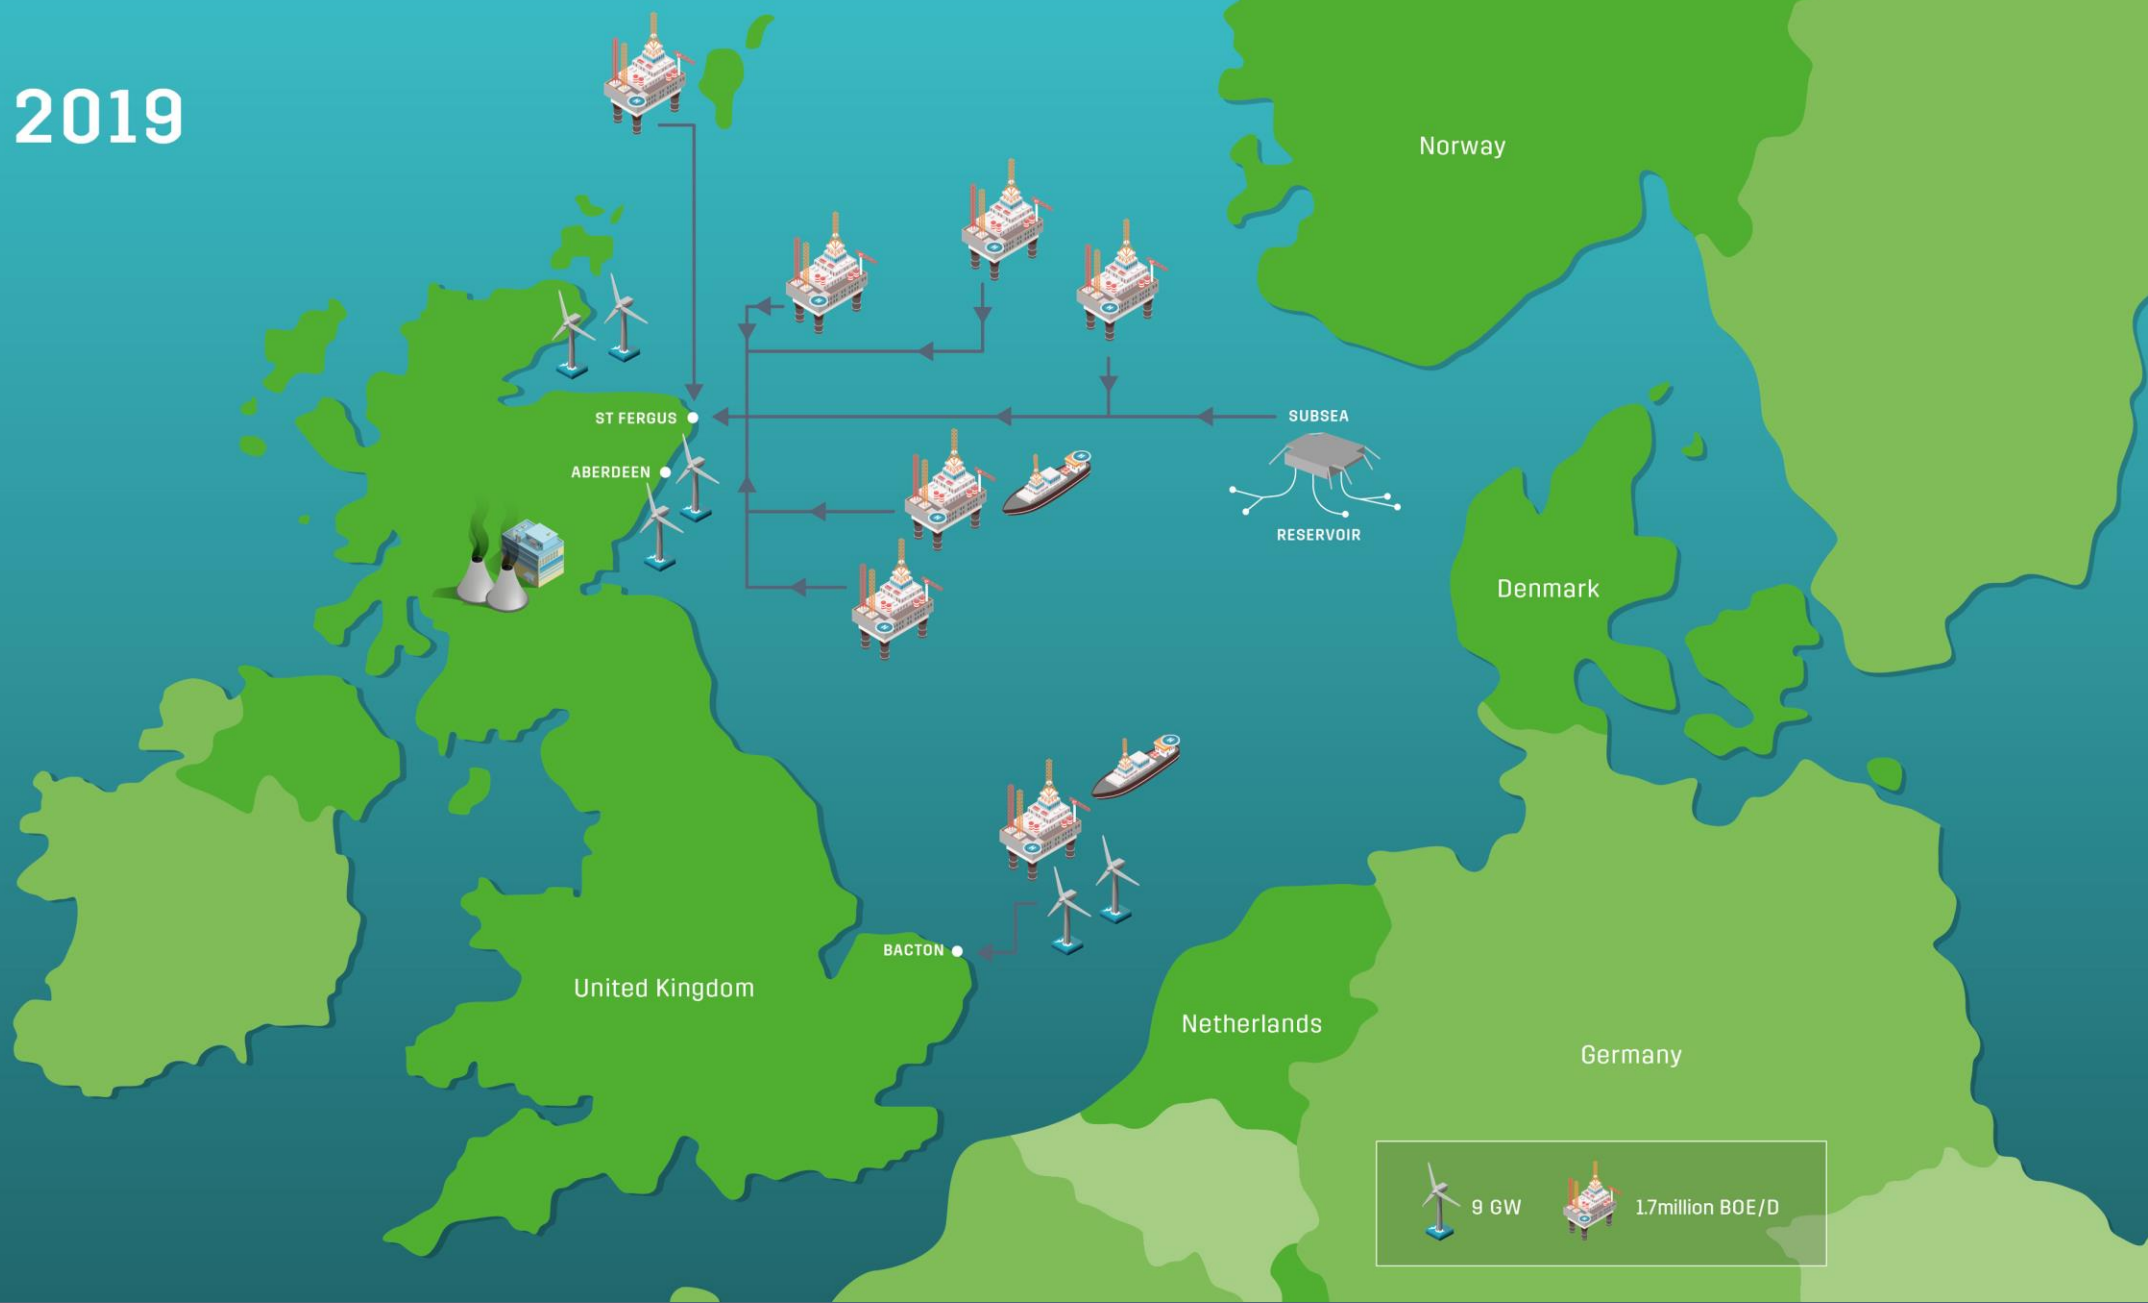 2019
Norway
ST FERGUS
SUBSEA
ABERDEEN
RESERVOIR
Denmark
BACTON
United Kingdom
Netherlands
Germany
9 GW
1.7million BOE/D